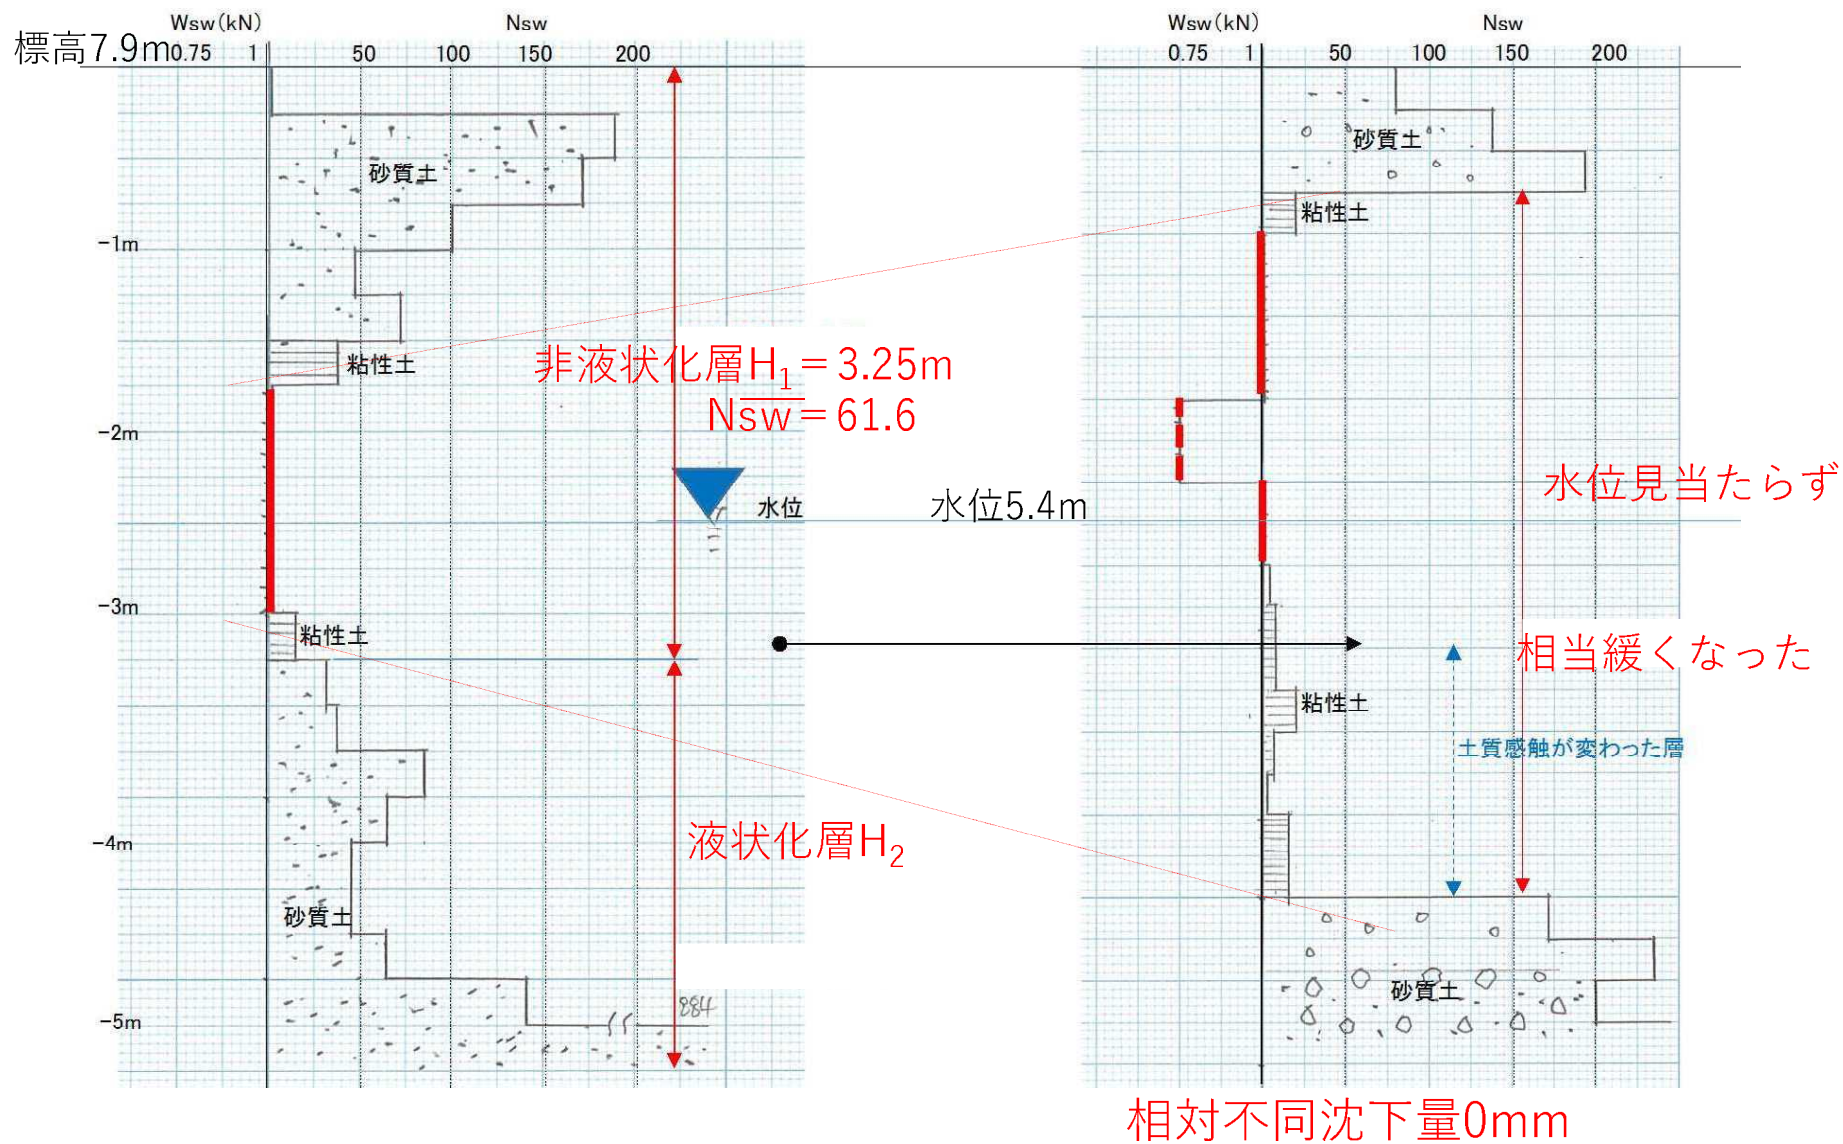 Wsw(kN) Nsw
標高7.9m 0.75 1 50 100 150 200
砂質土
-1m
粘性土
非液状化層H₁＝3.25m
Nsw＝61.6
-2m
水位
水位5.4m
-3m
粘性土
-4m
液状化層H₂
砂質土
884
-5m
Wsw(kN) Nsw
0.75 1 50 100 150 200
砂質土
粘性土
水位見当たらず
相当緩くなった
粘性土
土質感触が変わった層
砂質土
相対不同沈下量0mm